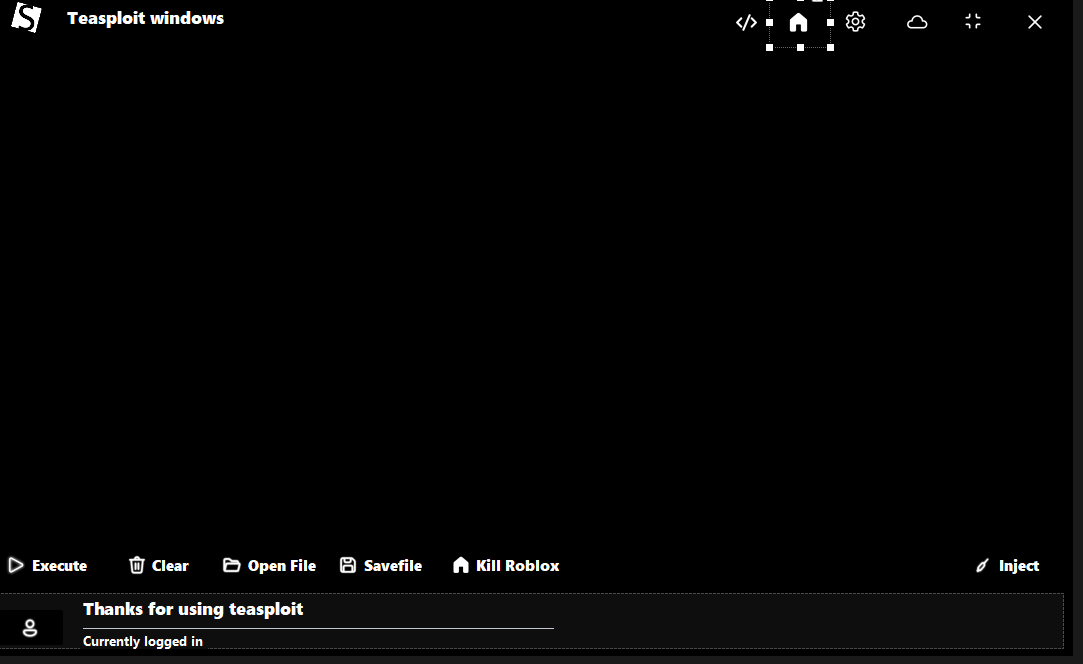 S
Teasploit windows
Execute Clear Open File Savefile Kill Roblox Inject
Thanks for using teasploit
Currently logged in